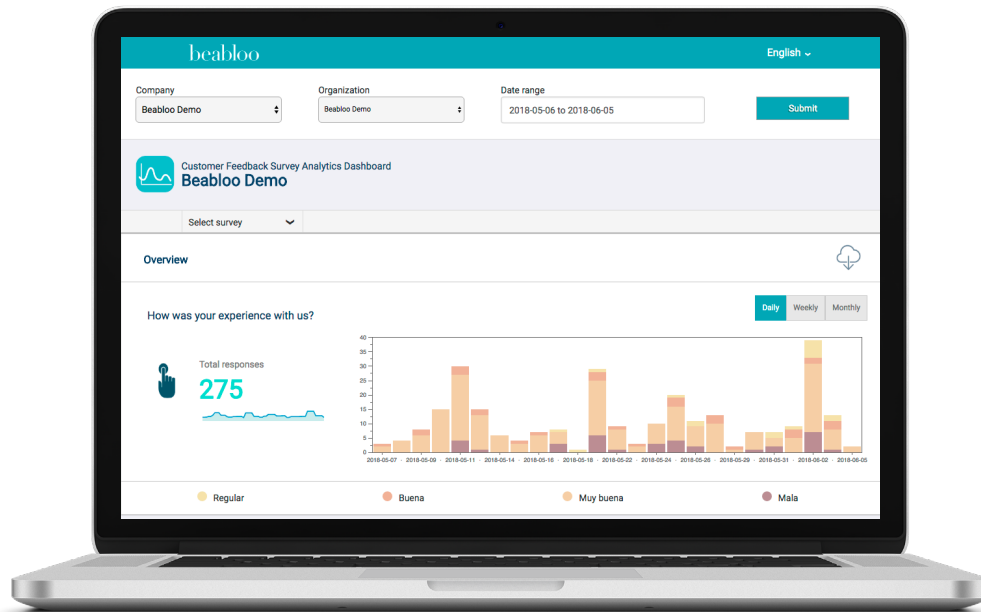 beabloo
English
Company
Organization
Date range
Beabloo Demo
Beabloo Demo
2018-05-06 to 2018-06-05
Submit
Customer Feedback Survey Analytics Dashboard
Beabloo Demo
Select survey
Overview
How was your experience with us?
Daily
Weekly
Monthly
Total responses
275
40
35
30
25
20
15
10
5
0
2018-05-07 - 2018-05-09 - 2018-05-11 - 2018-05-14 - 2018-05-16 - 2018-05-18 - 2018-05-22 - 2018-05-24 - 2018-05-26 - 2018-05-29 - 2018-05-31 - 2018-06-02 - 2018-06-05
Regular
Buena
Muy buena
Mala